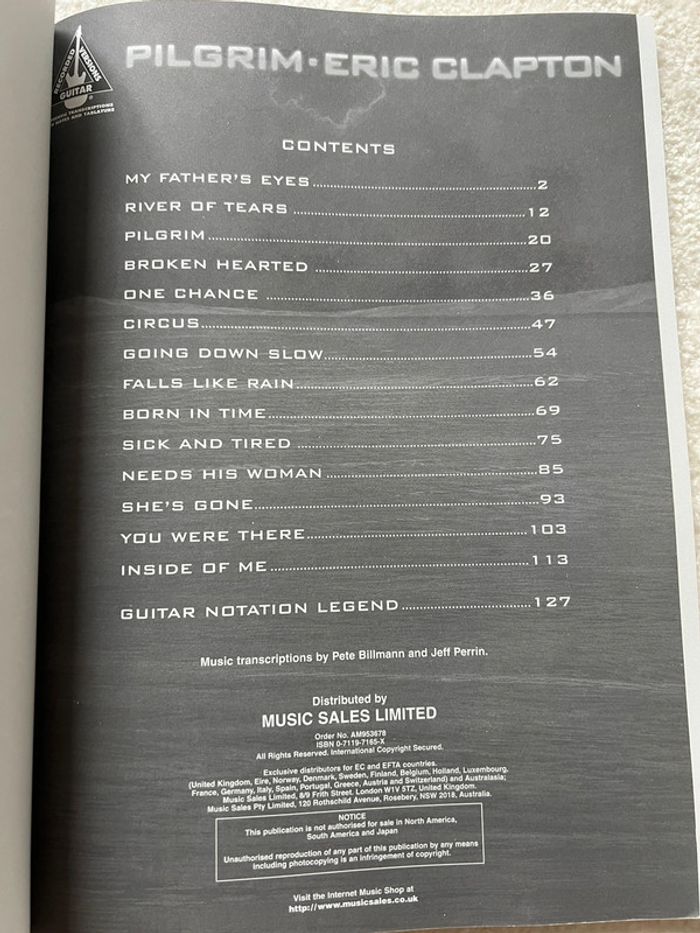 RECORDED
VERSIONS
GUITAR
PILGRIM·ERIC CLAPTON
CONTENTS
MY FATHER'S EYES 2
RIVER OF TEARS 12
PILGRIM 20
BROKEN HEARTED 27
ONE CHANCE 36
CIRCUS 47
GOING DOWN SLOW 54
FALLS LIKE RAIN 62
BORN IN TIME 69
SICK AND TIRED 75
NEEDS HIS WOMAN 85
SHE'S GONE 93
YOU WERE THERE 103
INSIDE OF ME 113
GUITAR NOTATION LEGEND 127
Music transcriptions by Pete Billmann and Jeff Perrin.
Distributed by
MUSIC SALES LIMITED
Order No. AM953678
ISBN 0-7119-7165-X
All Rights Reserved. International Copyright Secured.
Exclusive distributors for EC and EFTA countries.
(United Kingdom, Eire, Norway, Denmark, Sweden, Finland, Belgium, Holland, Luxembourg,
France, Germany, Italy, Spain, Portugal, Greece, Austria and Switzerland) and Australasia;
Music Sales Limited, 8/9 Frith Street, London W1V 5TZ, United Kingdom.
Music Sales Pty Limited, 120 Rothschild Avenue, Rosebery, NSW 2018, Australia.
NOTICE
This publication is not authorised for sale in North America,
South America and Japan
Unauthorised reproduction of any part of this publication by any means
including photocopying is an infringement of copyright.
Visit the Internet Music Shop at
http://www.musicsales.co.uk